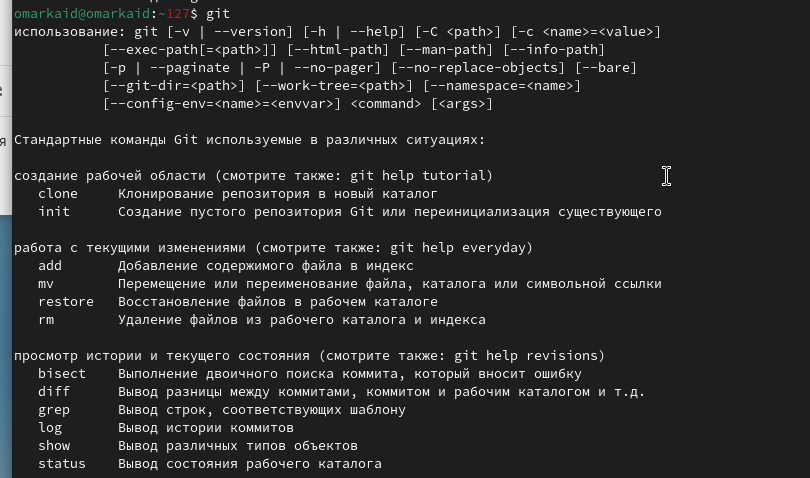 omarkaid@omarkaid:~127$ git
использование: git [-v | --version] [-h | --help] [-C <path>] [-c <name>=<value>]
[--exec-path[=<path>]] [--html-path] [--man-path] [--info-path]
[-p | --paginate | -P | --no-pager] [--no-replace-objects] [--bare]
[--git-dir=<path>] [--work-tree=<path>] [--namespace=<name>]
[--config-env=<name>=<envvar>] <command> [<args>]
Стандартные команды Git используемые в различных ситуациях:
создание рабочей области (смотрите также: git help tutorial)
clone Клонирование репозитория в новый каталог
init Создание пустого репозитория Git или переинициализация существующего
работа с текущими изменениями (смотрите также: git help everyday)
add Добавление содержимого файла в индекс
mv Перемещение или переименование файла, каталога или символьной ссылки
restore Восстановление файлов в рабочем каталоге
rm Удаление файлов из рабочего каталога и индекса
просмотр истории и текущего состояния (смотрите также: git help revisions)
bisect Выполнение двоичного поиска коммита, который вносит ошибку
diff Вывод разницы между коммитами, коммитом и рабочим каталогом и т.д.
grep Вывод строк, соответствующих шаблону
log Вывод истории коммитов
show Вывод различных типов объектов
status Вывод состояния рабочего каталога